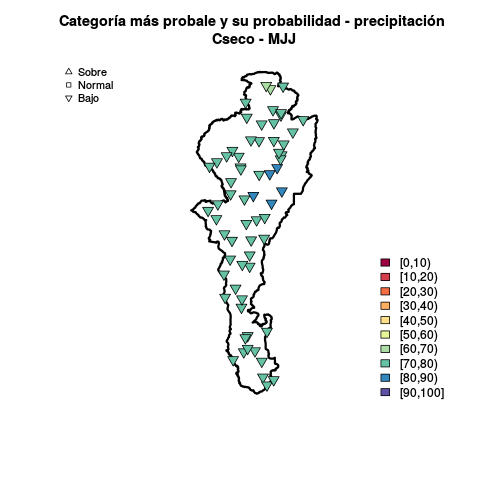 Categoría más probale y su probabilidad - precipitación
Cseco - MJJ
Sobre
Normal
Bajo
[0,10)
[10,20)
[20,30)
[30,40)
[40,50)
[50,60)
[60,70)
[70,80)
[80,90)
[90,100]